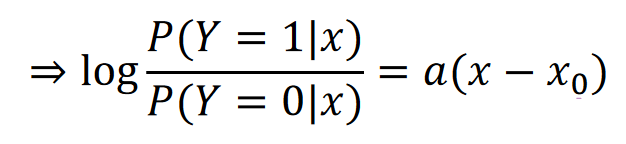 ⇒ log P(Y = 1|x) / P(Y = 0|x) = a(x − x₀)